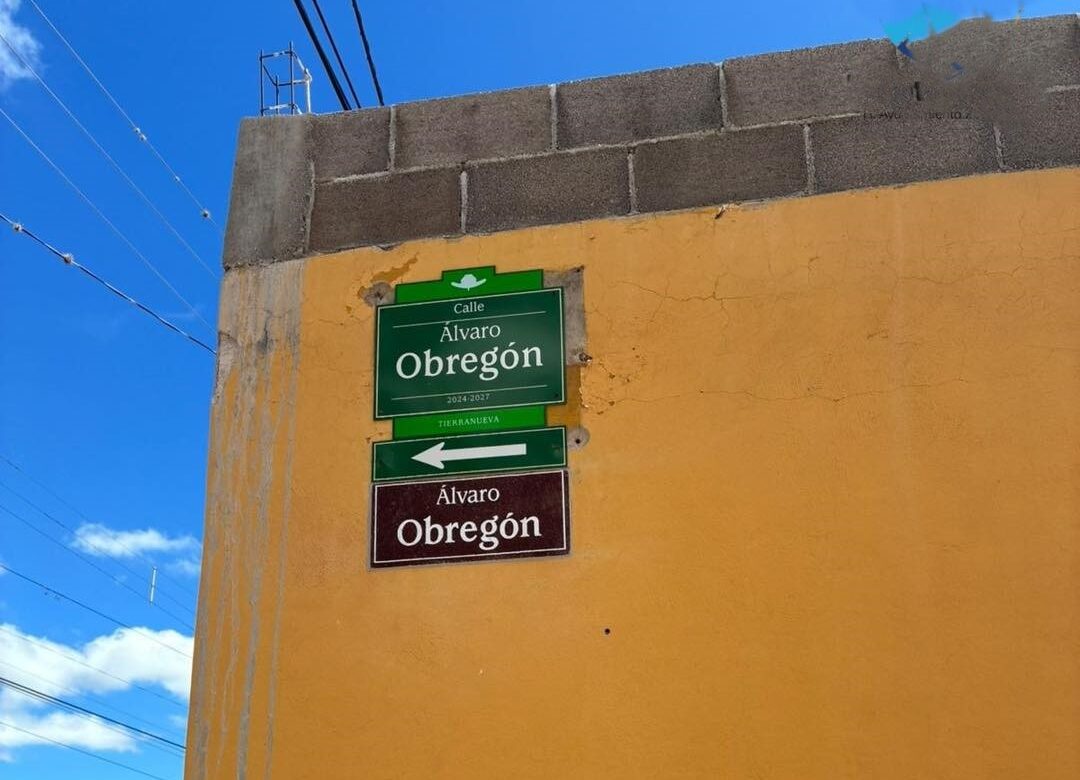 Calle
Álvaro
Obregón
2024-2027
TIERRANUEVA
Álvaro
Obregón